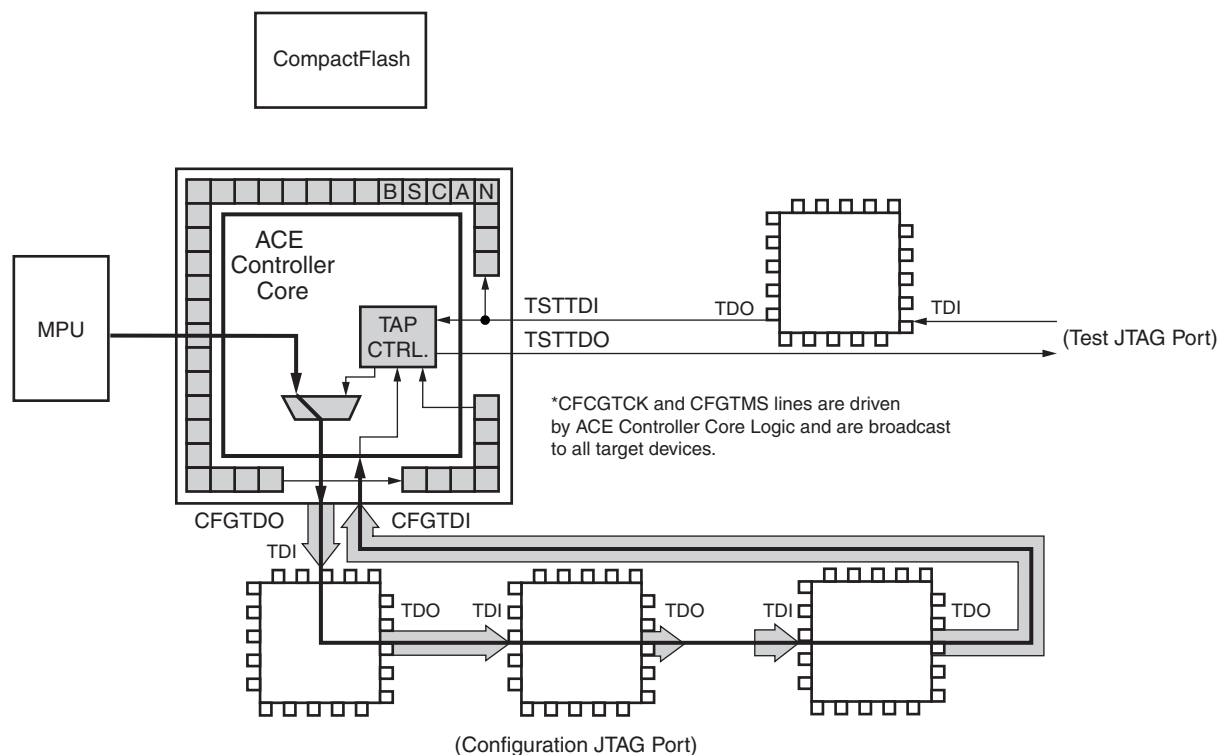 CompactFlash
B S C A N
ACE
Controller
Core
MPU
TAP
CTRL.
TSTTDI
TSTTDO
TDO
TDI
(Test JTAG Port)
*CFCGTCK and CFGTMS lines are driven
by ACE Controller Core Logic and are broadcast
to all target devices.
CFGTDO
CFGTDI
TDI
TDO
TDI
TDO
TDI
TDO
(Configuration JTAG Port)